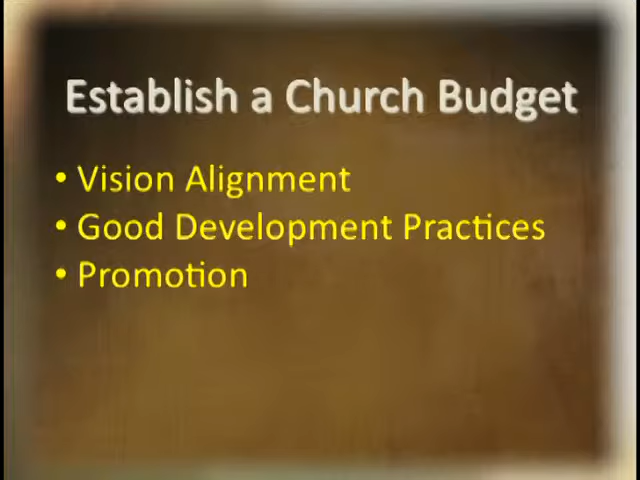 Establish a Church Budget
• Vision Alignment
• Good Development Practices
• Promotion